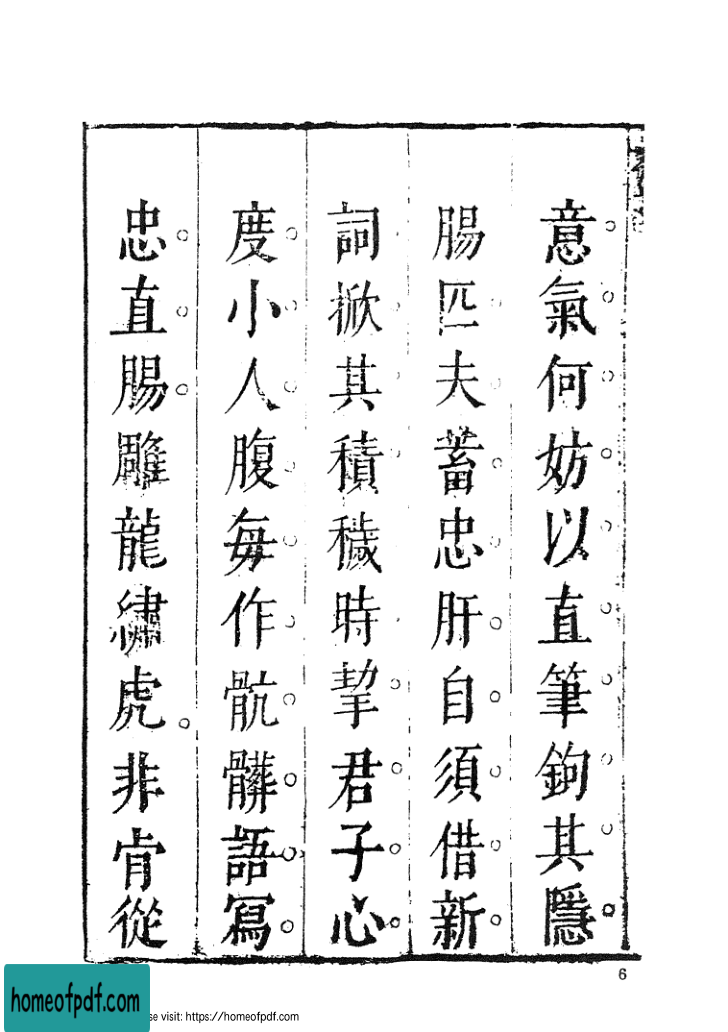 意氣何妨以直筆鉤其隱
腸匹夫蓄忠肝自須借新
詞掀其積穢時挈君子心
度小人腹每作骯髒語寫
忠直腸雕龍繡虎非肯從
6
homeofpdf.com
se visit: https://homeofpdf.com